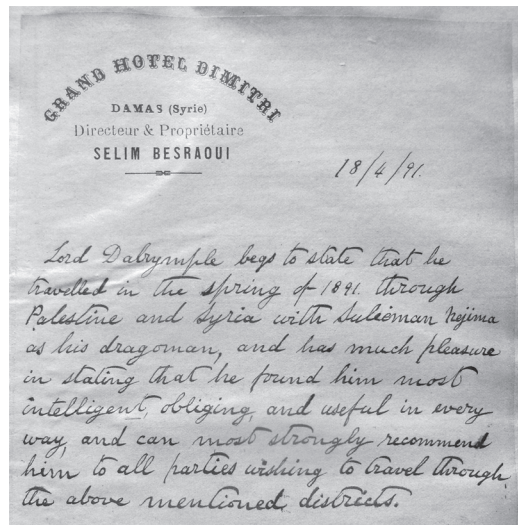 GRAND HOTEL DIMITRI
DAMAS (Syrie)
Directeur & Propriétaire
SELIM BESRAOUI
18/4/91.
Lord Dalrymple begs to state that he
travelled in the spring of 1891. through
Palestine and Syria with Suleiman Nejima
as his dragoman, and has much pleasure
in stating that he found him most
intelligent, obliging, and useful in every
way, and can most strongly recommend
him to all parties wishing to travel through
the above mentioned districts.